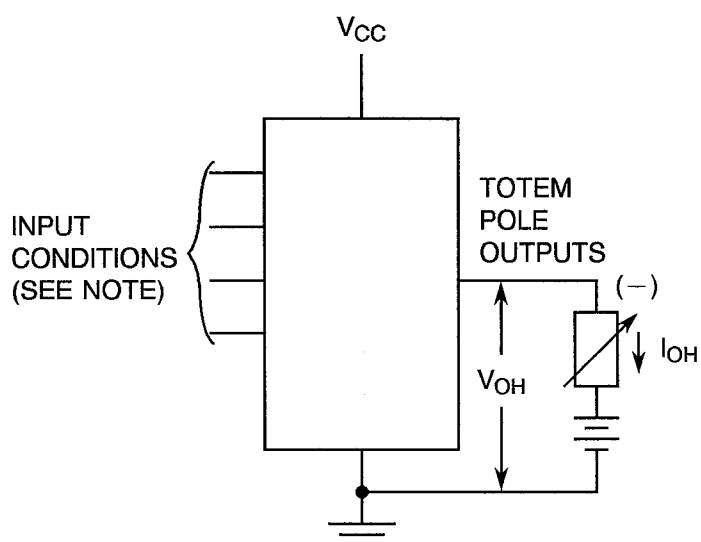 VCC
INPUT
CONDITIONS
(SEE NOTE)
TOTEM
POLE
OUTPUTS
(−)
IOH
VOH